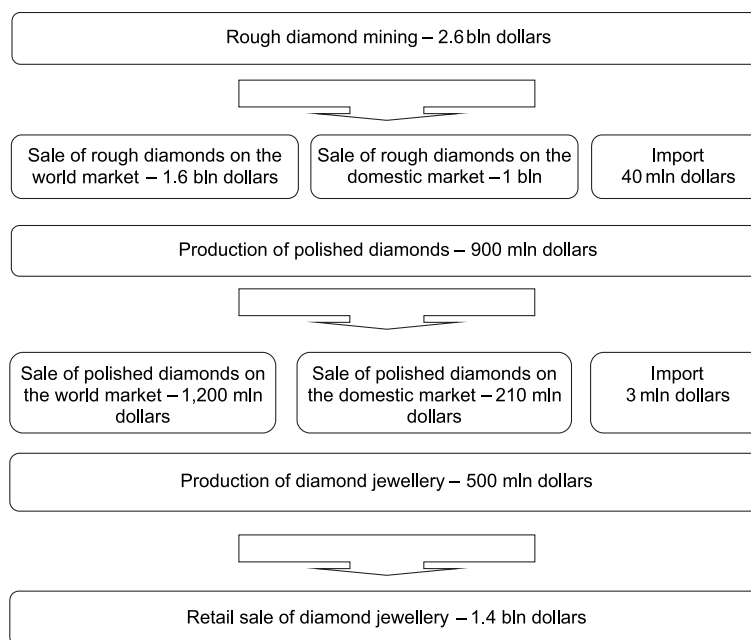 Rough diamond mining – 2.6 bln dollars
Sale of rough diamonds on the
world market – 1.6 bln dollars
Sale of rough diamonds on the
domestic market – 1 bln
Import
40 mln dollars
Production of polished diamonds – 900 mln dollars
Sale of polished diamonds on
the world market – 1,200 mln
dollars
Sale of polished diamonds on
the domestic market – 210 mln
dollars
Import
3 mln dollars
Production of diamond jewellery – 500 mln dollars
Retail sale of diamond jewellery – 1.4 bln dollars